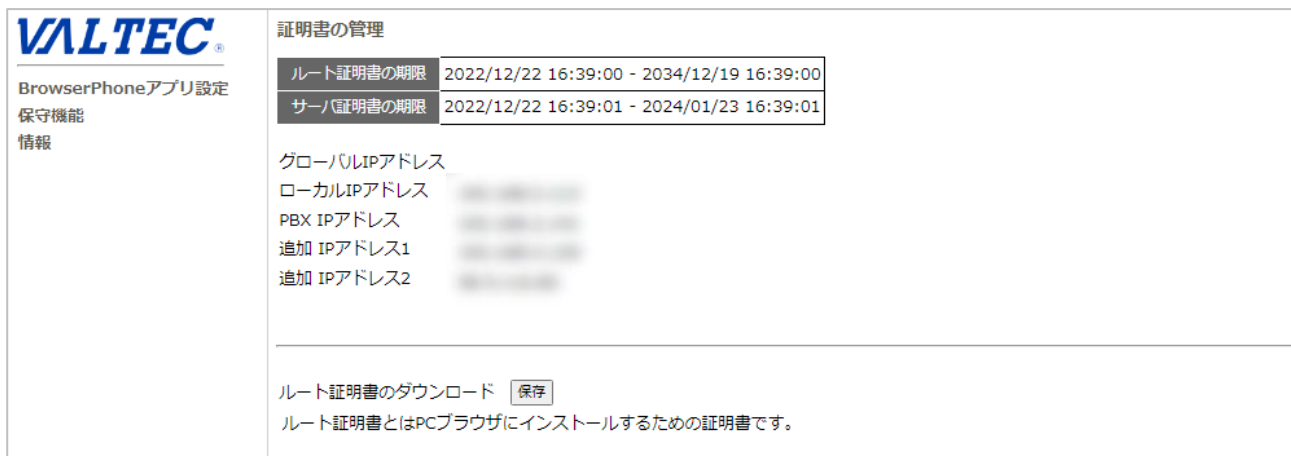 VALTEC®
BrowserPhoneアプリ設定
保守機能
情報
証明書の管理
ルート証明書の期限 2022/12/22 16:39:00 - 2034/12/19 16:39:00
サーバ証明書の期限 2022/12/22 16:39:01 - 2024/01/23 16:39:01
グローバルIPアドレス
ローカルIPアドレス
PBX IPアドレス
追加 IPアドレス1
追加 IPアドレス2
ルート証明書のダウンロード 保存
ルート証明書とはPCブラウザにインストールするための証明書です。